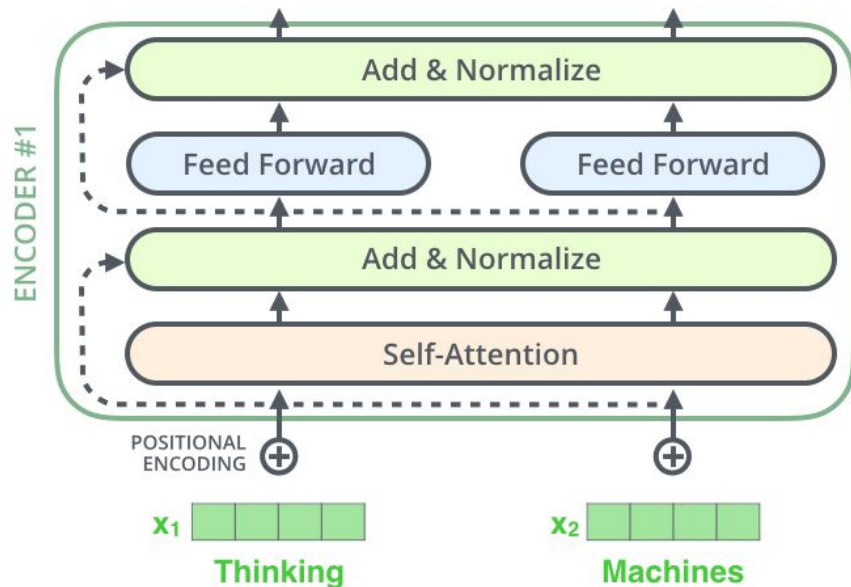 ENCODER #1
Add & Normalize
Feed Forward
Feed Forward
Add & Normalize
Self-Attention
POSITIONAL
ENCODING
x1
x2
Thinking
Machines